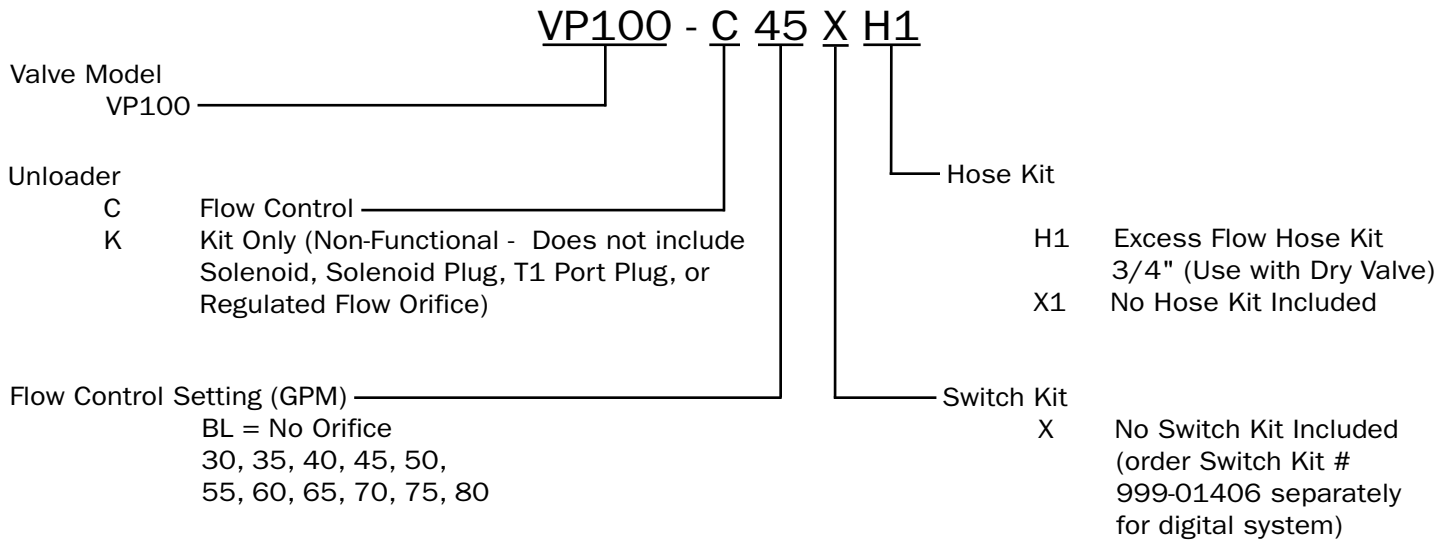 VP100 - C 45 X H1
Valve Model
VP100
Unloader
C Flow Control
K Kit Only (Non-Functional - Does not include
Solenoid, Solenoid Plug, T1 Port Plug, or
Regulated Flow Orifice)
Flow Control Setting (GPM)
BL = No Orifice
30, 35, 40, 45, 50,
55, 60, 65, 70, 75, 80
Hose Kit
H1 Excess Flow Hose Kit
3/4" (Use with Dry Valve)
X1 No Hose Kit Included
Switch Kit
X No Switch Kit Included
(order Switch Kit #
999-01406 separately
for digital system)